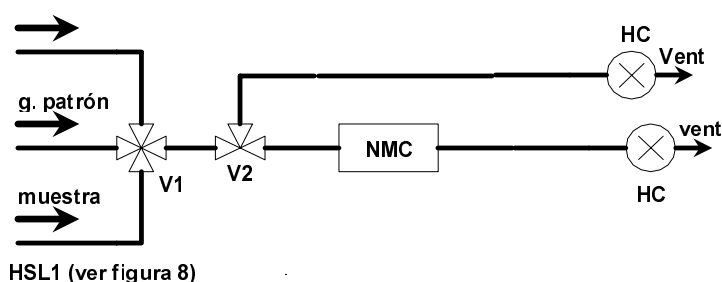 HC
Vent
g. patrón
NMC
vent
V1
V2
muestra
HC
HSL1 (ver figura 8)